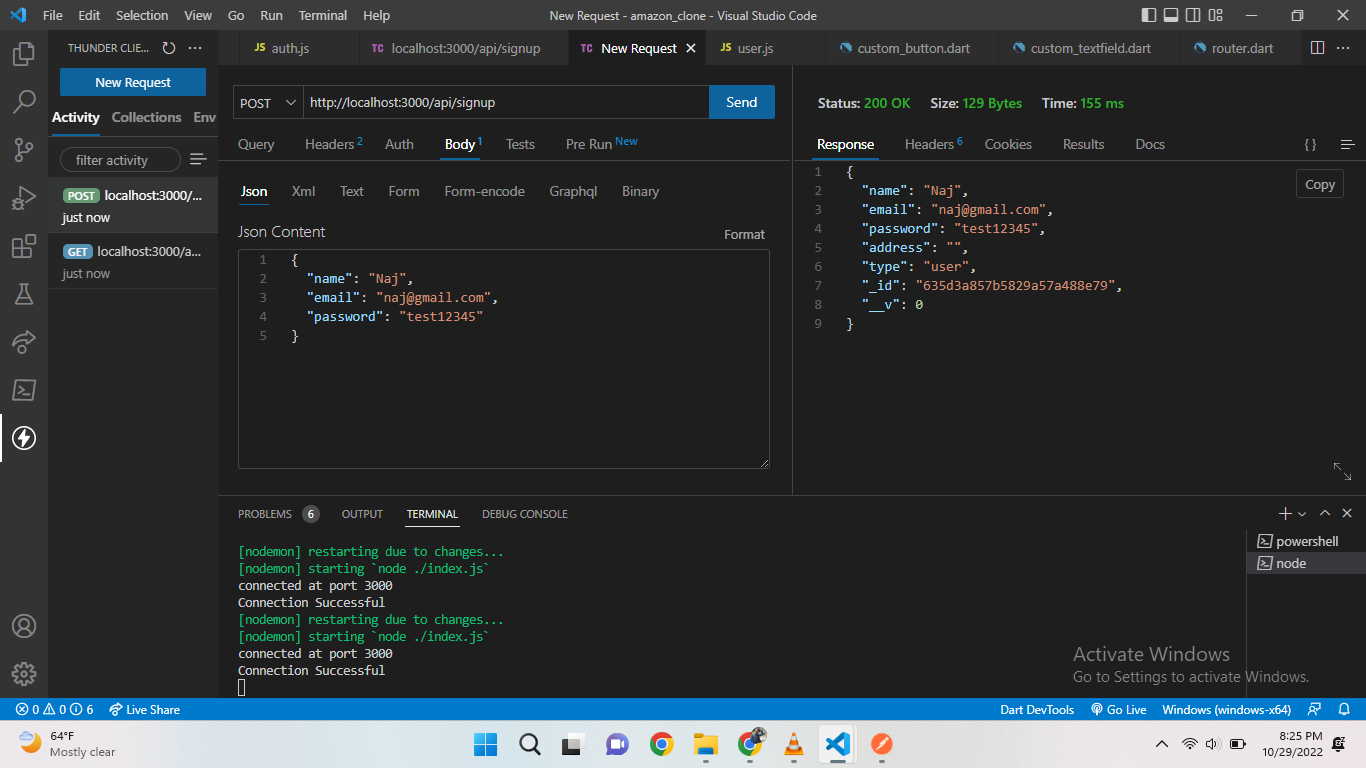 File Edit Selection View Go Run Terminal Help New Request - amazon_clone - Visual Studio Code
THUNDER CLIE... ...
JS auth.js TC localhost:3000/api/signup TC New Request JS user.js custom_button.dart custom_textfield.dart router.dart ...
New Request
Activity Collections Env
filter activity
POST localhost:3000/...
just now
GET localhost:3000/a...
just now
POST http://localhost:3000/api/signup Send
Query Headers 2 Auth Body 1 Tests Pre Run New
Json Xml Text Form Form-encode Graphql Binary
Json Content Format
1 {
2 "name": "Naj",
3 "email": "naj@gmail.com",
4 "password": "test12345"
5 }
Status: 200 OK Size: 129 Bytes Time: 155 ms
Response Headers 6 Cookies Results Docs {}
Copy
1 {
2 "name": "Naj",
3 "email": "naj@gmail.com",
4 "password": "test12345",
5 "address": "",
6 "type": "user",
7 "_id": "635d3a857b5829a57a488e79",
8 "__v": 0
9 }
PROBLEMS 6 OUTPUT TERMINAL DEBUG CONSOLE
[nodemon] restarting due to changes...
[nodemon] starting `node ./index.js`
connected at port 3000
Connection Successful
[nodemon] restarting due to changes...
[nodemon] starting `node ./index.js`
connected at port 3000
Connection Successful
powershell
node
Activate Windows
Go to Settings to activate Windows.
0 0 6 Live Share Dart DevTools Go Live Windows (windows-x64)
64°F
Mostly clear
8:25 PM
10/29/2022